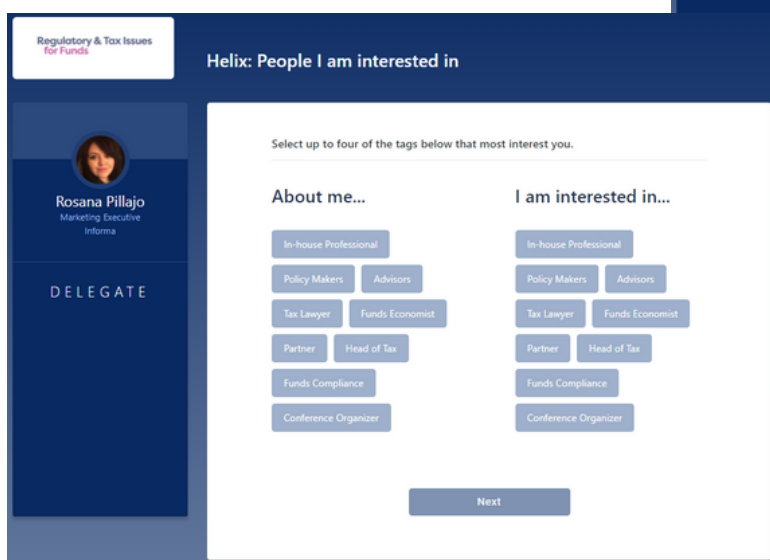 Regulatory & Tax Issues
for Funds
Helix: People I am interested in
Rosana Pillajo
Marketing Executive
Informa
DELEGATE
Select up to four of the tags below that most interest you.
About me...
In-house Professional
Policy Makers Advisors
Tax Lawyer Funds Economist
Partner Head of Tax
Funds Compliance
Conference Organizer
I am interested in...
In-house Professional
Policy Makers Advisors
Tax Lawyer Funds Economist
Partner Head of Tax
Funds Compliance
Conference Organizer
Next